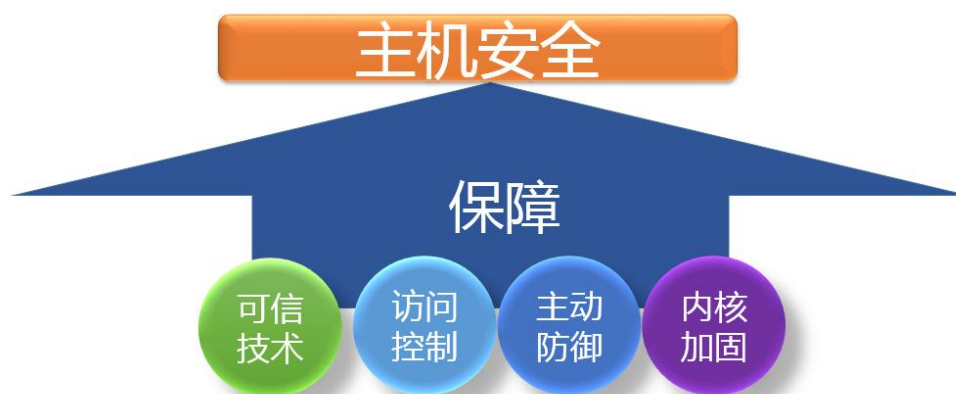 主机安全
保障
可信
技术
访问
控制
主动
防御
内核
加固